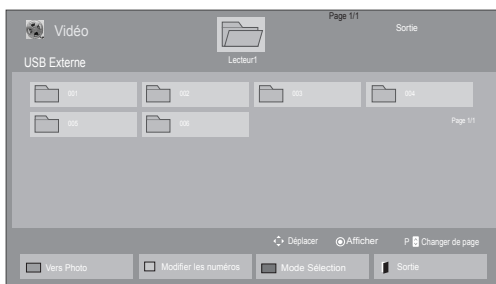 Page 1/1
Vidéo
Sortie
USB Externe
Lecteur1
001 002 003 004
005 006
Page 1/1
Déplacer Afficher P Changer de page
Vers Photo Modifier les numéros Mode Sélection Sortie